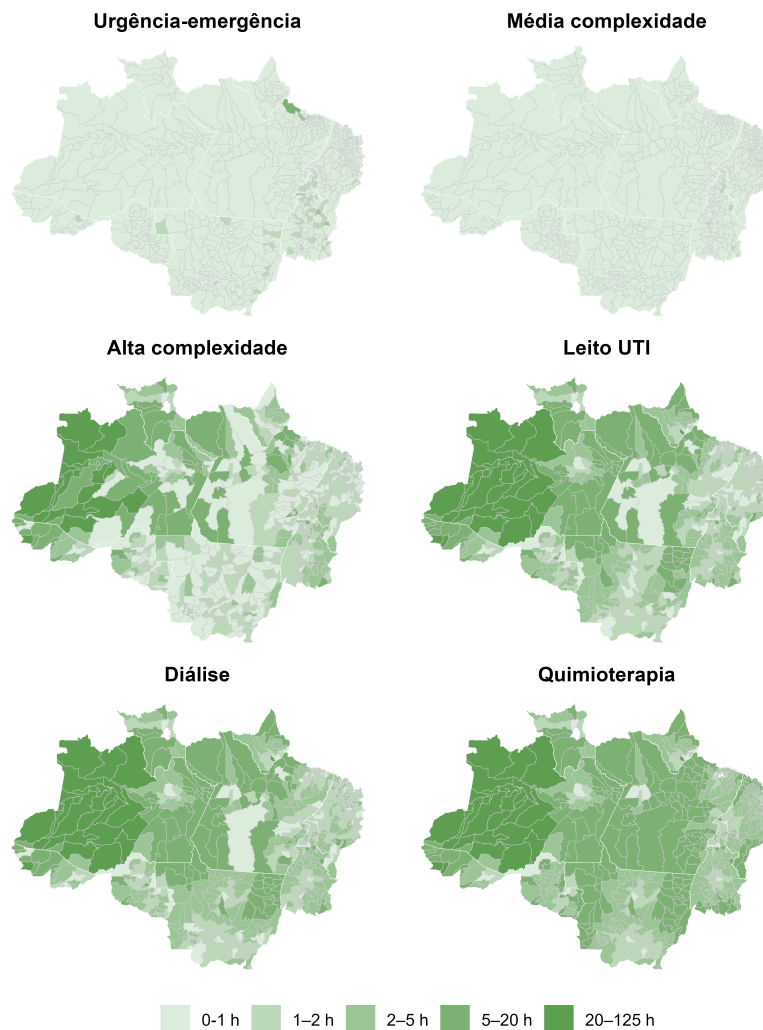 Urgência-emergência Média complexidade
Alta complexidade Leito UTI
Diálise Quimioterapia
0-1 h 1–2 h 2–5 h 5–20 h 20–125 h